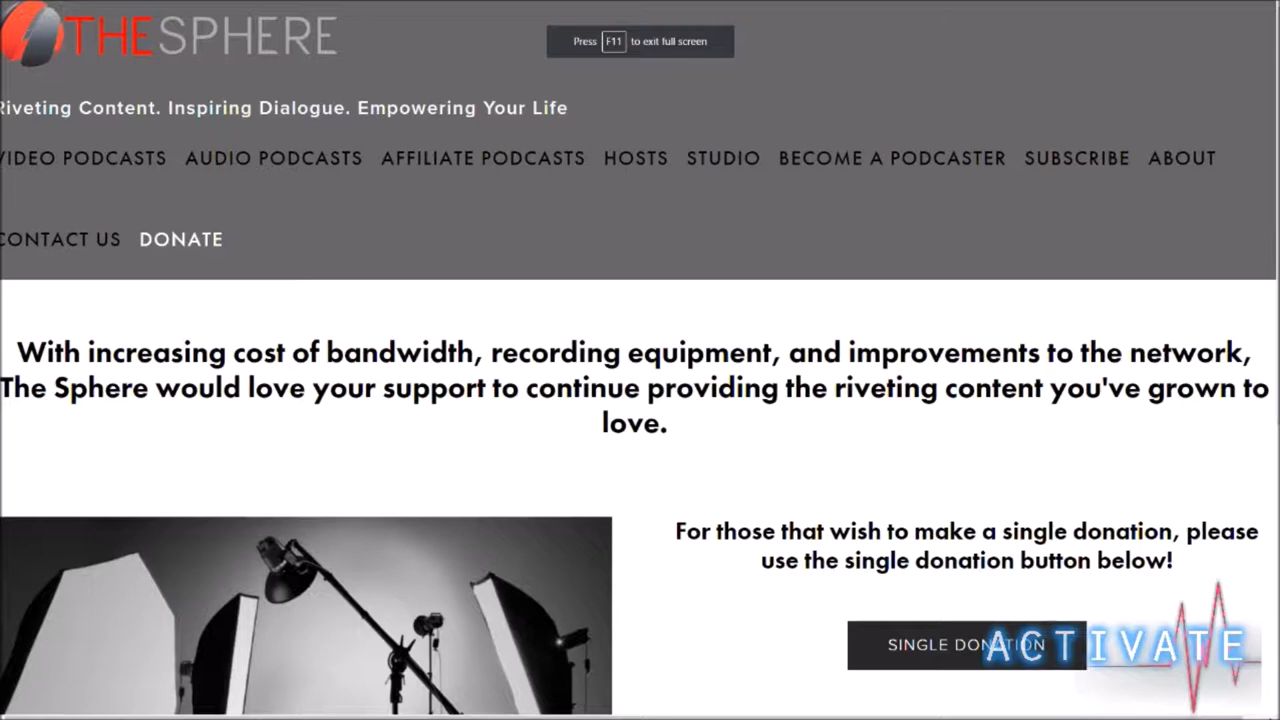 THESPHERE
Press F11 to exit full screen
Riveting Content. Inspiring Dialogue. Empowering Your Life
VIDEO PODCASTS AUDIO PODCASTS AFFILIATE PODCASTS HOSTS STUDIO BECOME A PODCASTER SUBSCRIBE ABOUT
CONTACT US DONATE
With increasing cost of bandwidth, recording equipment, and improvements to the network,
The Sphere would love your support to continue providing the riveting content you've grown to
love.
For those that wish to make a single donation, please
use the single donation button below!
SINGLE DONATION
ACTIVATE